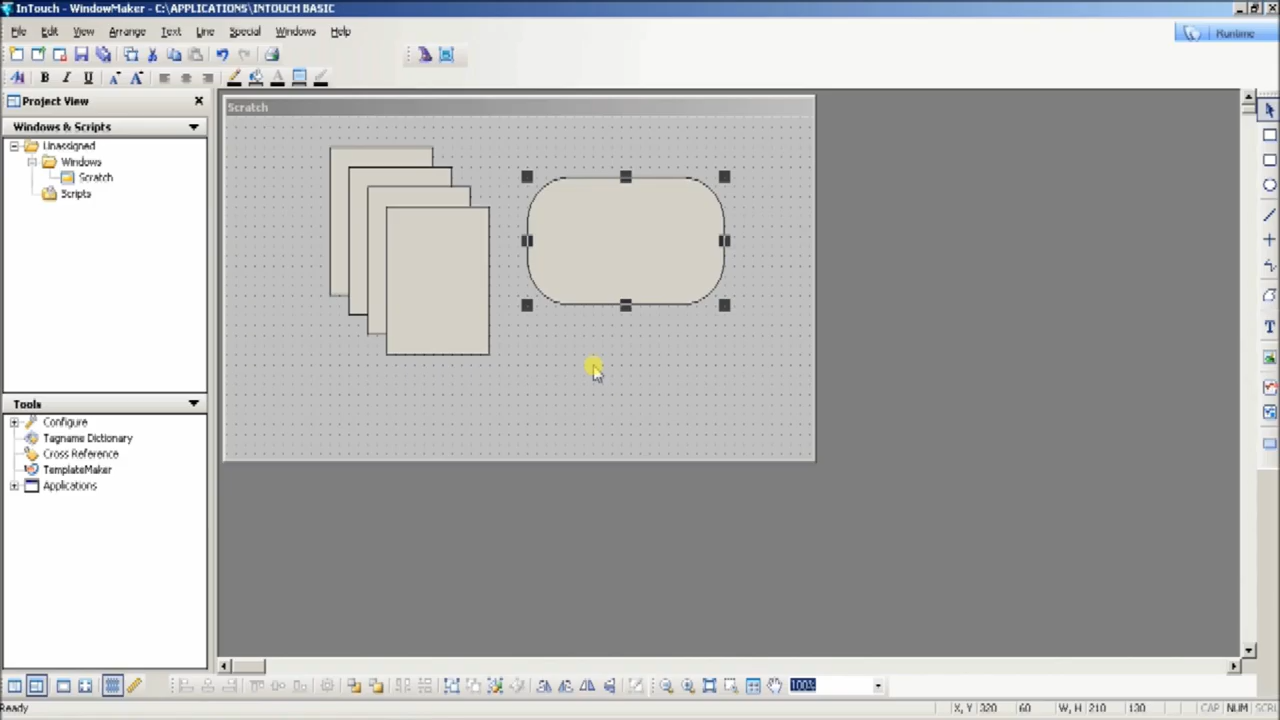 InTouch - WindowMaker - C:\APPLICATIONS\INTOUCH BASIC
File Edit View Arrange Text Line Special Windows Help
Runtime
Project View
Windows & Scripts
Unassigned
Windows
Scratch
Scripts
Scratch
Tools
Configure
Tagname Dictionary
Cross Reference
TemplateMaker
Applications
100%
Ready
X, Y 320 60 W, H 210 130 CAP NUM SCRL